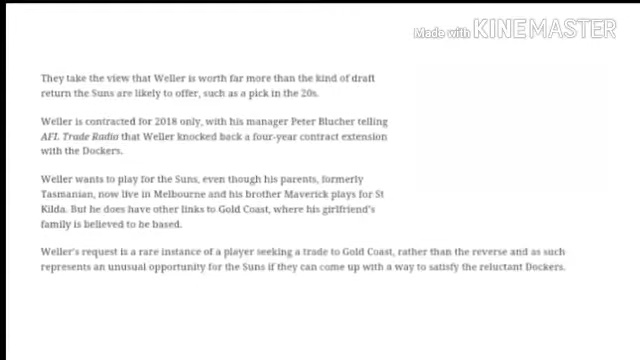 Made with KINEMASTER
They take the view that Weller is worth far more than the kind of draft
return the Suns are likely to offer, such as a pick in the 20s.
Weller is contracted for 2018 only, with his manager Peter Blucher telling
AFL Trade Radio that Weller knocked back a four-year contract extension
with the Dockers.
Weller wants to play for the Suns, even though his parents, formerly
Tasmanian, now live in Melbourne and his brother Maverick plays for St
Kilda. But he does have other links to Gold Coast, where his girlfriend's
family is believed to be based.
Weller's request is a rare instance of a player seeking a trade to Gold Coast, rather than the reverse and as such
represents an unusual opportunity for the Suns if they can come up with a way to satisfy the reluctant Dockers.